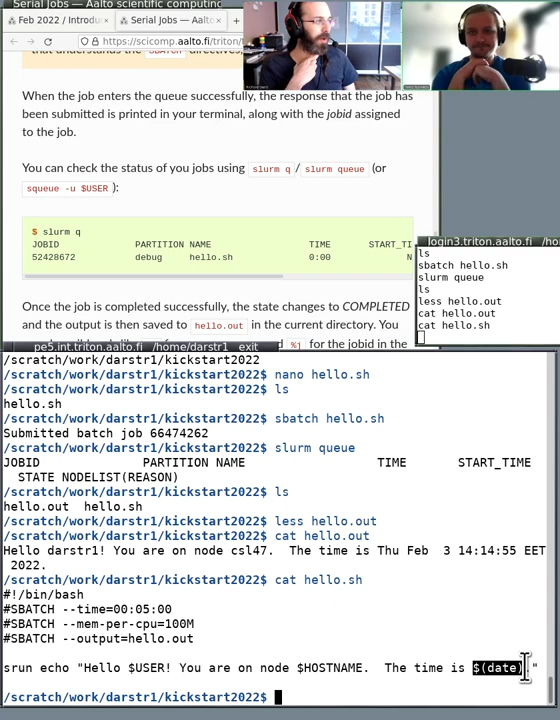 Serial Jobs — Aalto scientific computing
Feb 2022 / Introdu
Serial Jobs — Aalto
https://scicomp.aalto.fi/triton/
that understands the SBATCH directives.
When the job enters the queue successfully, the response that the job has
been submitted is printed in your terminal, along with the jobid assigned
to the job.
You can check the status of you jobs using slurm q / slurm queue (or
squeue -u $USER ):
$ slurm q
JOBID PARTITION NAME TIME START_TI
52428672 debug hello.sh 0:00 N
Once the job is completed successfully, the state changes to COMPLETED
and the output is then saved to hello.out in the current directory. You
%j for the jobid in the
login3.triton.aalto.fi /ho
ls
sbatch hello.sh
slurm queue
ls
less hello.out
cat hello.out
cat hello.sh
pe5.int.triton.aalto.fi /home/darstr1 exit
/scratch/work/darstr1/kickstart2022
/scratch/work/darstr1/kickstart2022$ nano hello.sh
/scratch/work/darstr1/kickstart2022$ ls
hello.sh
/scratch/work/darstr1/kickstart2022$ sbatch hello.sh
Submitted batch job 66474262
/scratch/work/darstr1/kickstart2022$ slurm queue
JOBID PARTITION NAME TIME START_TIME
STATE NODELIST(REASON)
/scratch/work/darstr1/kickstart2022$ ls
hello.out hello.sh
/scratch/work/darstr1/kickstart2022$ less hello.out
/scratch/work/darstr1/kickstart2022$ cat hello.out
Hello darstr1! You are on node csl47. The time is Thu Feb 3 14:14:55 EET
2022.
/scratch/work/darstr1/kickstart2022$ cat hello.sh
#!/bin/bash
#SBATCH --time=00:05:00
#SBATCH --mem-per-cpu=100M
#SBATCH --output=hello.out
srun echo "Hello $USER! You are on node $HOSTNAME. The time is $(date)."
/scratch/work/darstr1/kickstart2022$